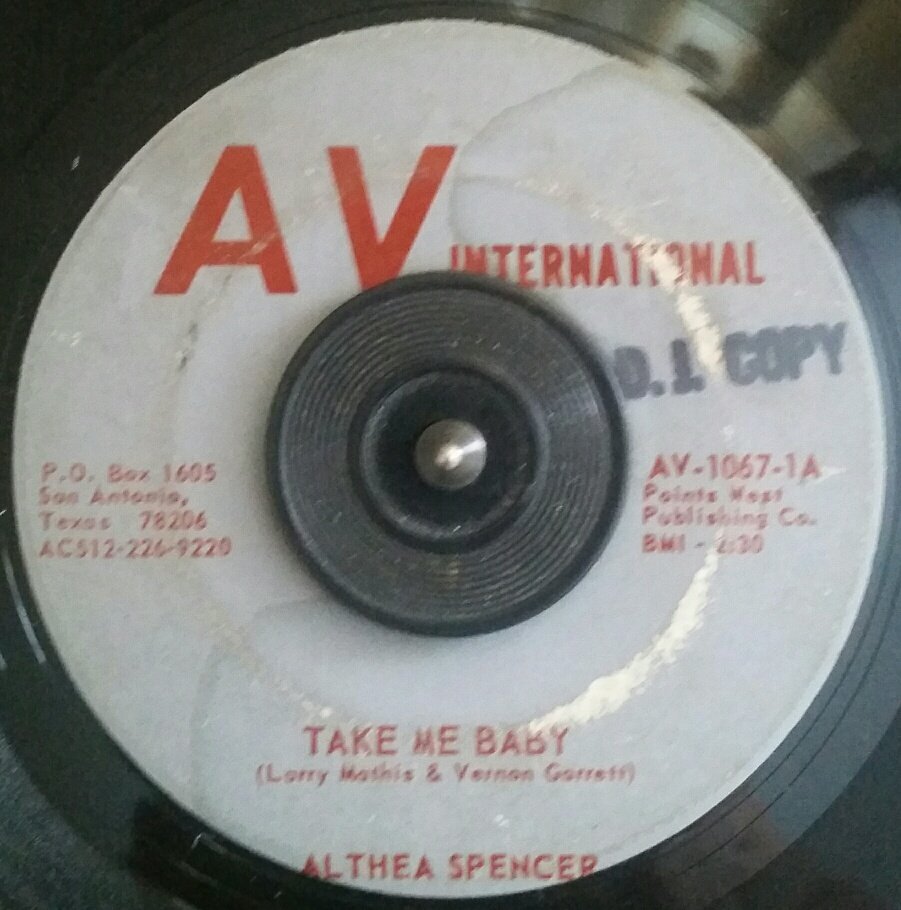 AV
INTERNATIONAL
D.J. COPY
P.O. Box 1605
San Antonio,
Texas 78206
AC512-226-9220
AV-1067-1A
Points West
Publishing Co.
BMI - 2:30
TAKE ME BABY
(Larry Mathis & Vernon Garrett)
ALTHEA SPENCER